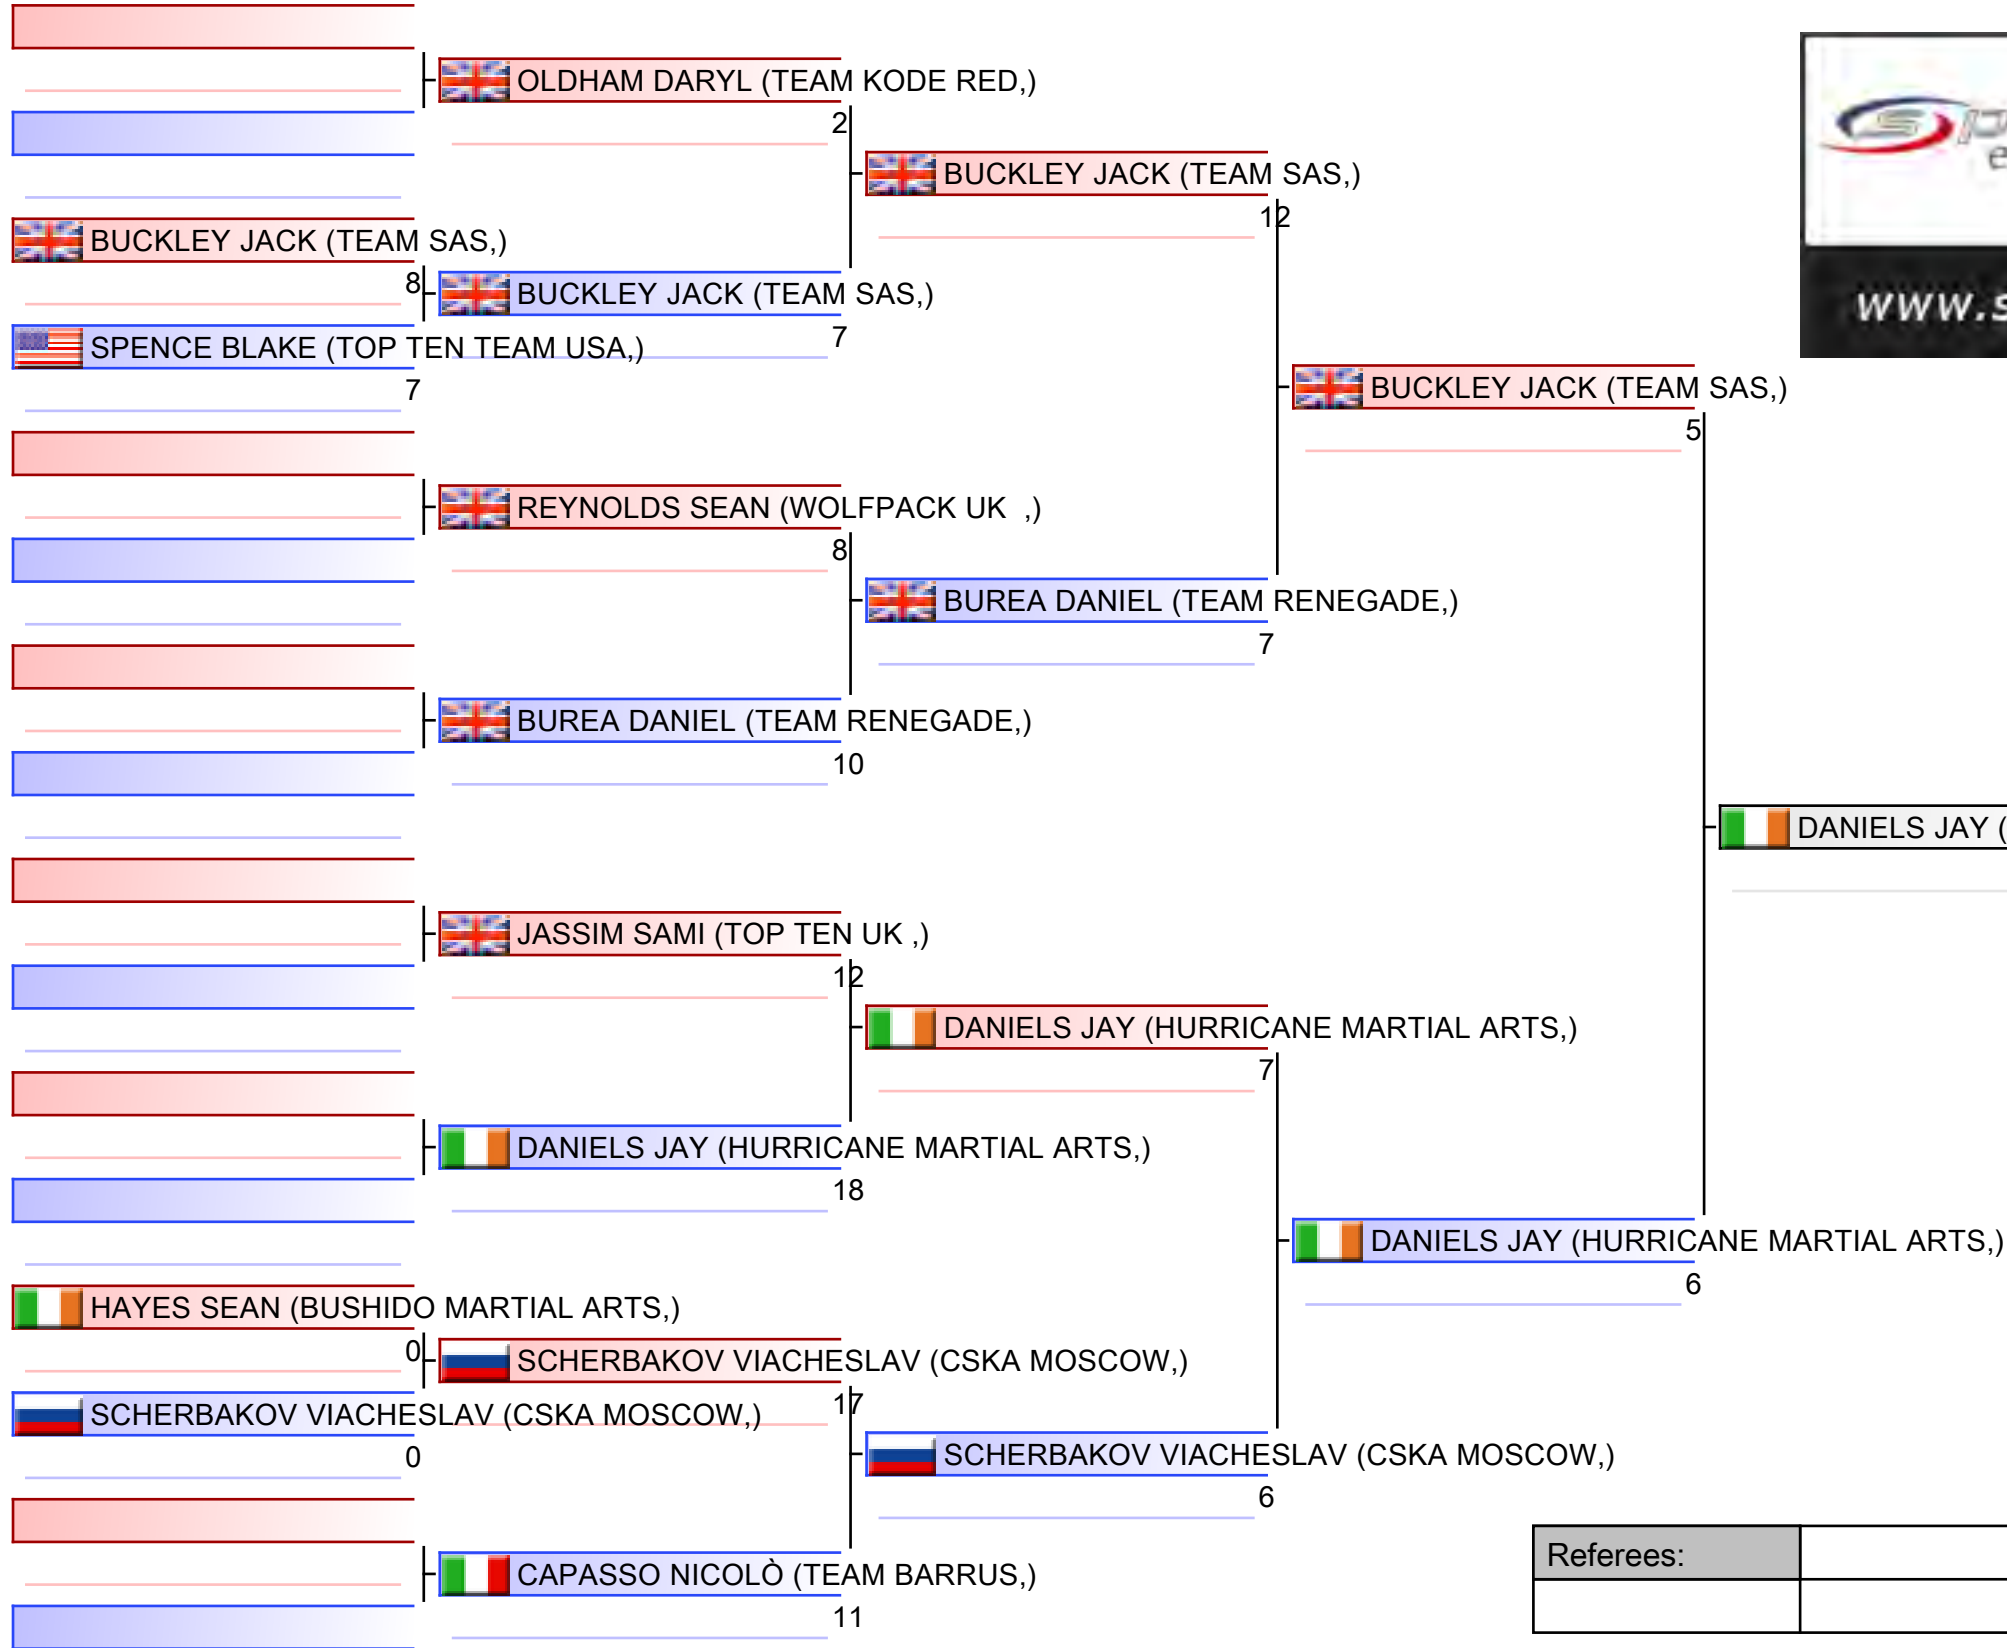 OLDHAM DARYL (TEAM KODE RED,)
2
BUCKLEY JACK (TEAM SAS,)
12
BUCKLEY JACK (TEAM SAS,)
8
BUCKLEY JACK (TEAM SAS,)
7
SPENCE BLAKE (TOP TEN TEAM USA,)
7
www.s
BUCKLEY JACK (TEAM SAS,)
5
REYNOLDS SEAN (WOLFPACK UK ,)
8
BUREA DANIEL (TEAM RENEGADE,)
7
BUREA DANIEL (TEAM RENEGADE,)
10
DANIELS JAY (
JASSIM SAMI (TOP TEN UK ,)
12
DANIELS JAY (HURRICANE MARTIAL ARTS,)
7
DANIELS JAY (HURRICANE MARTIAL ARTS,)
18
DANIELS JAY (HURRICANE MARTIAL ARTS,)
6
HAYES SEAN (BUSHIDO MARTIAL ARTS,)
0
SCHERBAKOV VIACHESLAV (CSKA MOSCOW,)
17
SCHERBAKOV VIACHESLAV (CSKA MOSCOW,)
0
SCHERBAKOV VIACHESLAV (CSKA MOSCOW,)
6
CAPASSO NICOLÒ (TEAM BARRUS,)
11
Referees: